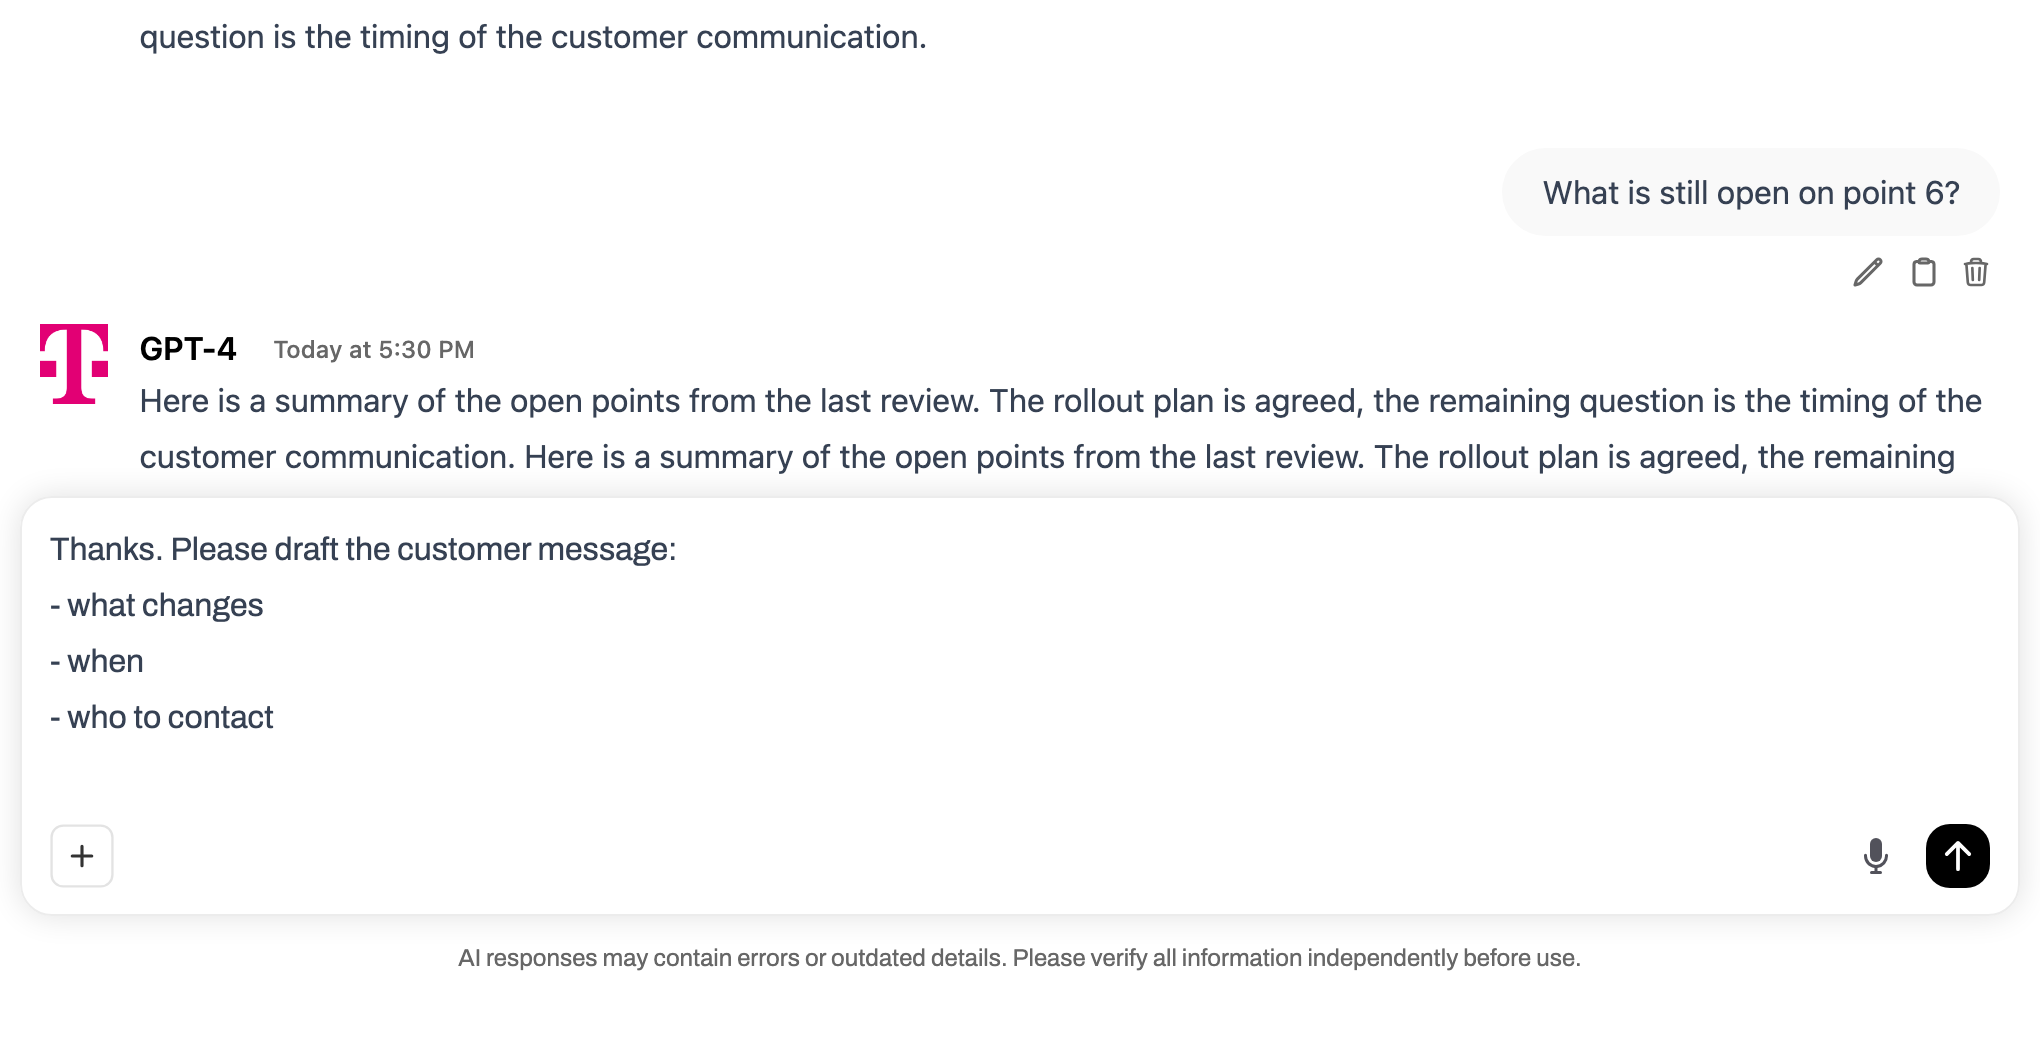 question is the timing of the customer communication.
What is still open on point 6?
GPT-4 Today at 5:30 PM
Here is a summary of the open points from the last review. The rollout plan is agreed, the remaining question is the timing of the
customer communication. Here is a summary of the open points from the last review. The rollout plan is agreed, the remaining
Thanks. Please draft the customer message:
- what changes
- when
- who to contact
AI responses may contain errors or outdated details. Please verify all information independently before use.